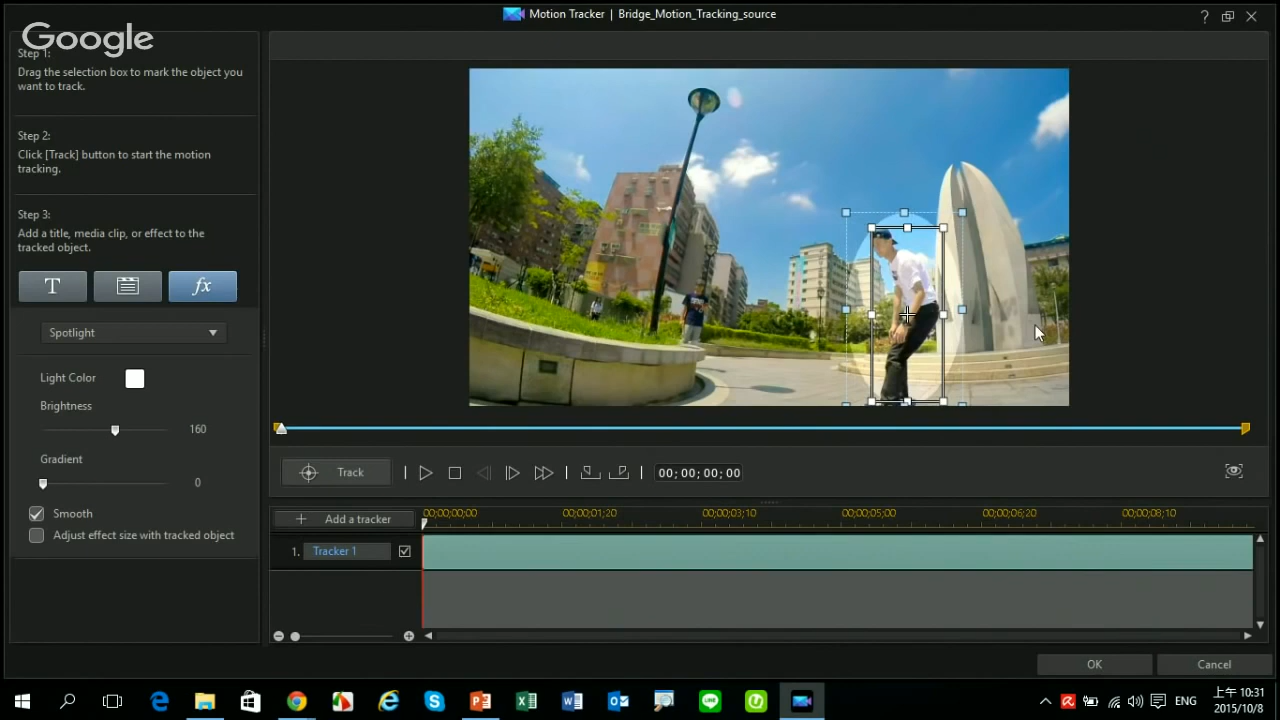 Motion Tracker | Bridge_Motion_Tracking_source
?
Google
Step 1:
Drag the selection box to mark the object you
want to track.
Step 2:
Click [Track] button to start the motion
tracking.
Step 3:
Add a title, media clip, or effect to the
tracked object.
T
fx
Spotlight
Light Color
Brightness
160
Gradient
0
Smooth
Adjust effect size with tracked object
Track
00;00;00;00
+ Add a tracker
00;00;00;00 00;00;01;20 00;00;03;10 00;00;05;00 00;00;06;20 00;00;08;10
1. Tracker 1
OK
Cancel
ENG
上午 10:31
2015/10/8